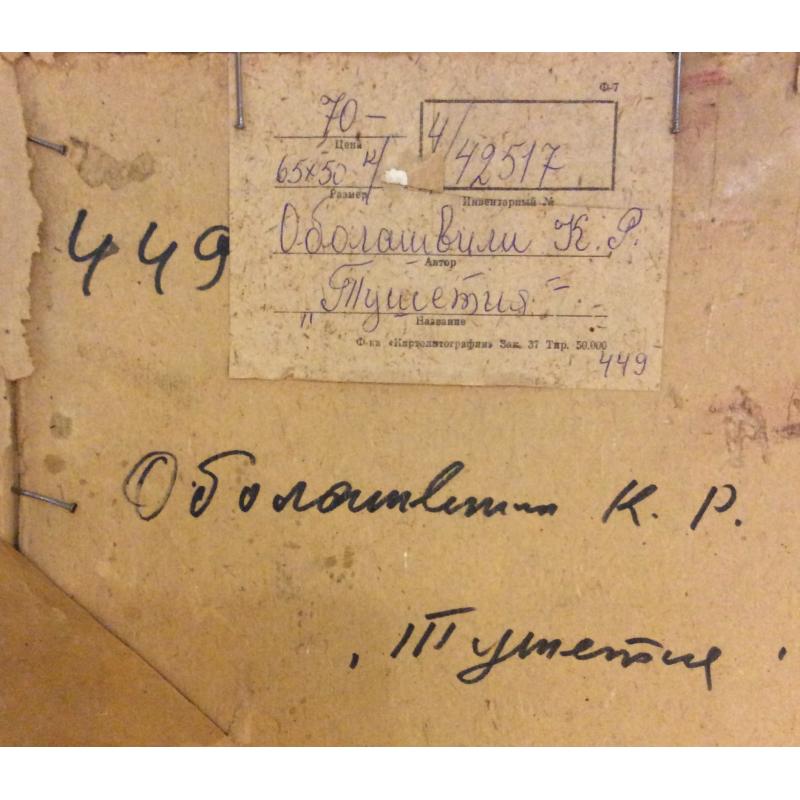 Ф-7
70-
Цена
4/42517
65x50 к/
Размер
Инвентарный №
449
Оболашвили К. Р.
Автор
„Тушетия"
Название
Ф-ка «Картолитография» Зак. 37 Тир. 50.000
449
Оболашвили К. Р.
„Тушетия"